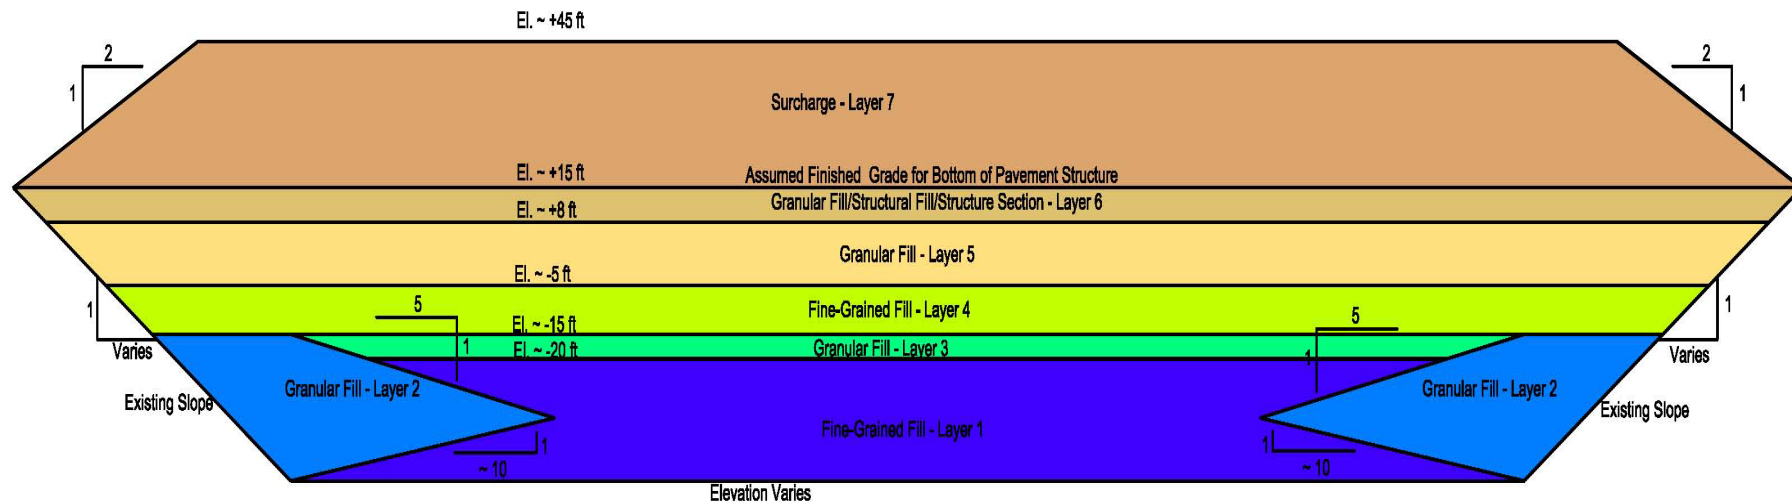 El. ~ +45 ft
2
1
2
1
Surcharge - Layer 7
El. ~ +15 ft
Assumed Finished Grade for Bottom of Pavement Structure
Granular Fill/Structural Fill/Structure Section - Layer 6
El. ~ +8 ft
Granular Fill - Layer 5
El. ~ -5 ft
1
Varies
5
1
Fine-Grained Fill - Layer 4
5
1
1
Varies
El. ~ -15 ft
El. ~ -20 ft
Granular Fill - Layer 3
Granular Fill - Layer 2
Granular Fill - Layer 2
Existing Slope
Existing Slope
Fine-Grained Fill - Layer 1
1
~ 10
1
~ 10
Elevation Varies